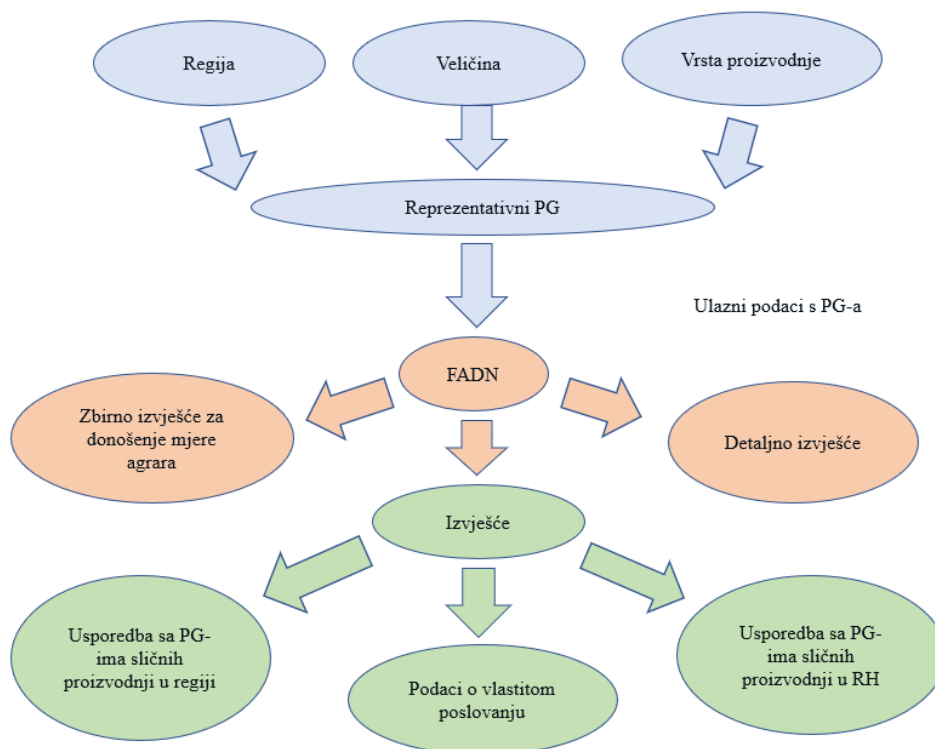 Regija
Veličina
Vrsta proizvodnje
Reprezentativni PG
Ulazni podaci s PG-a
FADN
Zbirno izvješće za
donošenje mjere
agrara
Detaljno izvješće
Izvješće
Usporedba sa PG-
ima sličnih
proizvodnji u regiji
Podaci o vlastitom
poslovanju
Usporedba sa PG-
ima sličnih
proizvodnji u RH